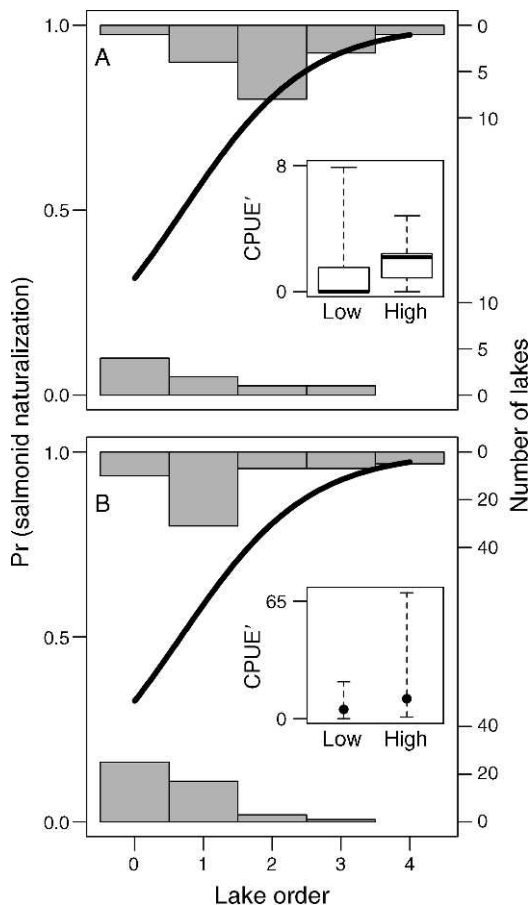 1.0
0.5
0.0
A
0
5
10
10
5
0
8
0
CPUE′
Low High
Pr (salmonid naturalization)
Number of lakes
1.0
0.5
0.0
B
0
20
40
40
20
0
65
0
CPUE′
Low High
0 1 2 3 4
Lake order